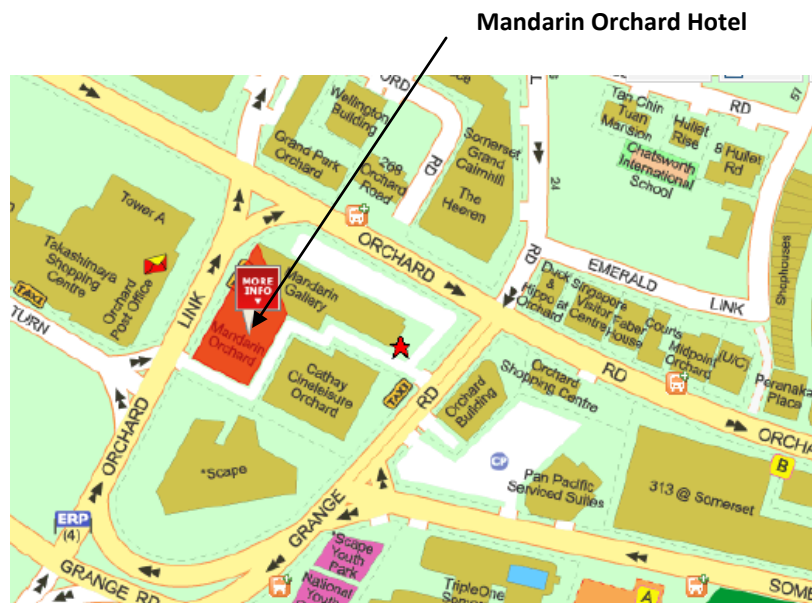 Mandarin Orchard Hotel
ORD
RD
Wellington
Building
Grand Park
Orchard
268
Orchard
Road
Somerset
Grand
Cairnhill
The
Heeren
RD
24
57
Tan Chin
Tuan
Mansion
Hullet
Rise
8 Hullet
Rd
Chatsworth
International
School
Shophouses
Tower A
Takashimaya
Shopping
Centre
Orchard
Post Office
TAXI
TURN
LINK
ORCHARD
MORE
INFO
Mandarin
Gallery
Mandarin
Orchard
ORCHARD
RD
EMERALD
LINK
Duck
&
Hippo at
Orchard
Singapore
Visitor
Centre
Faber
House
Courts
Midpoint
Orchard
(U/C)
Peranakan
Place
Cathay
Cineleisure
Orchard
TAXI
RD
Orchard
Building
Orchard
Shopping Centre
RD
ORCHA
*Scape
CP
Pan Pacific
Serviced Suites
313 @ Somerset
B
ERP
(4)
GRANGE
GRANGE RD
*Scape
Youth
Park
National
Youth
TripleOne
A
SOM